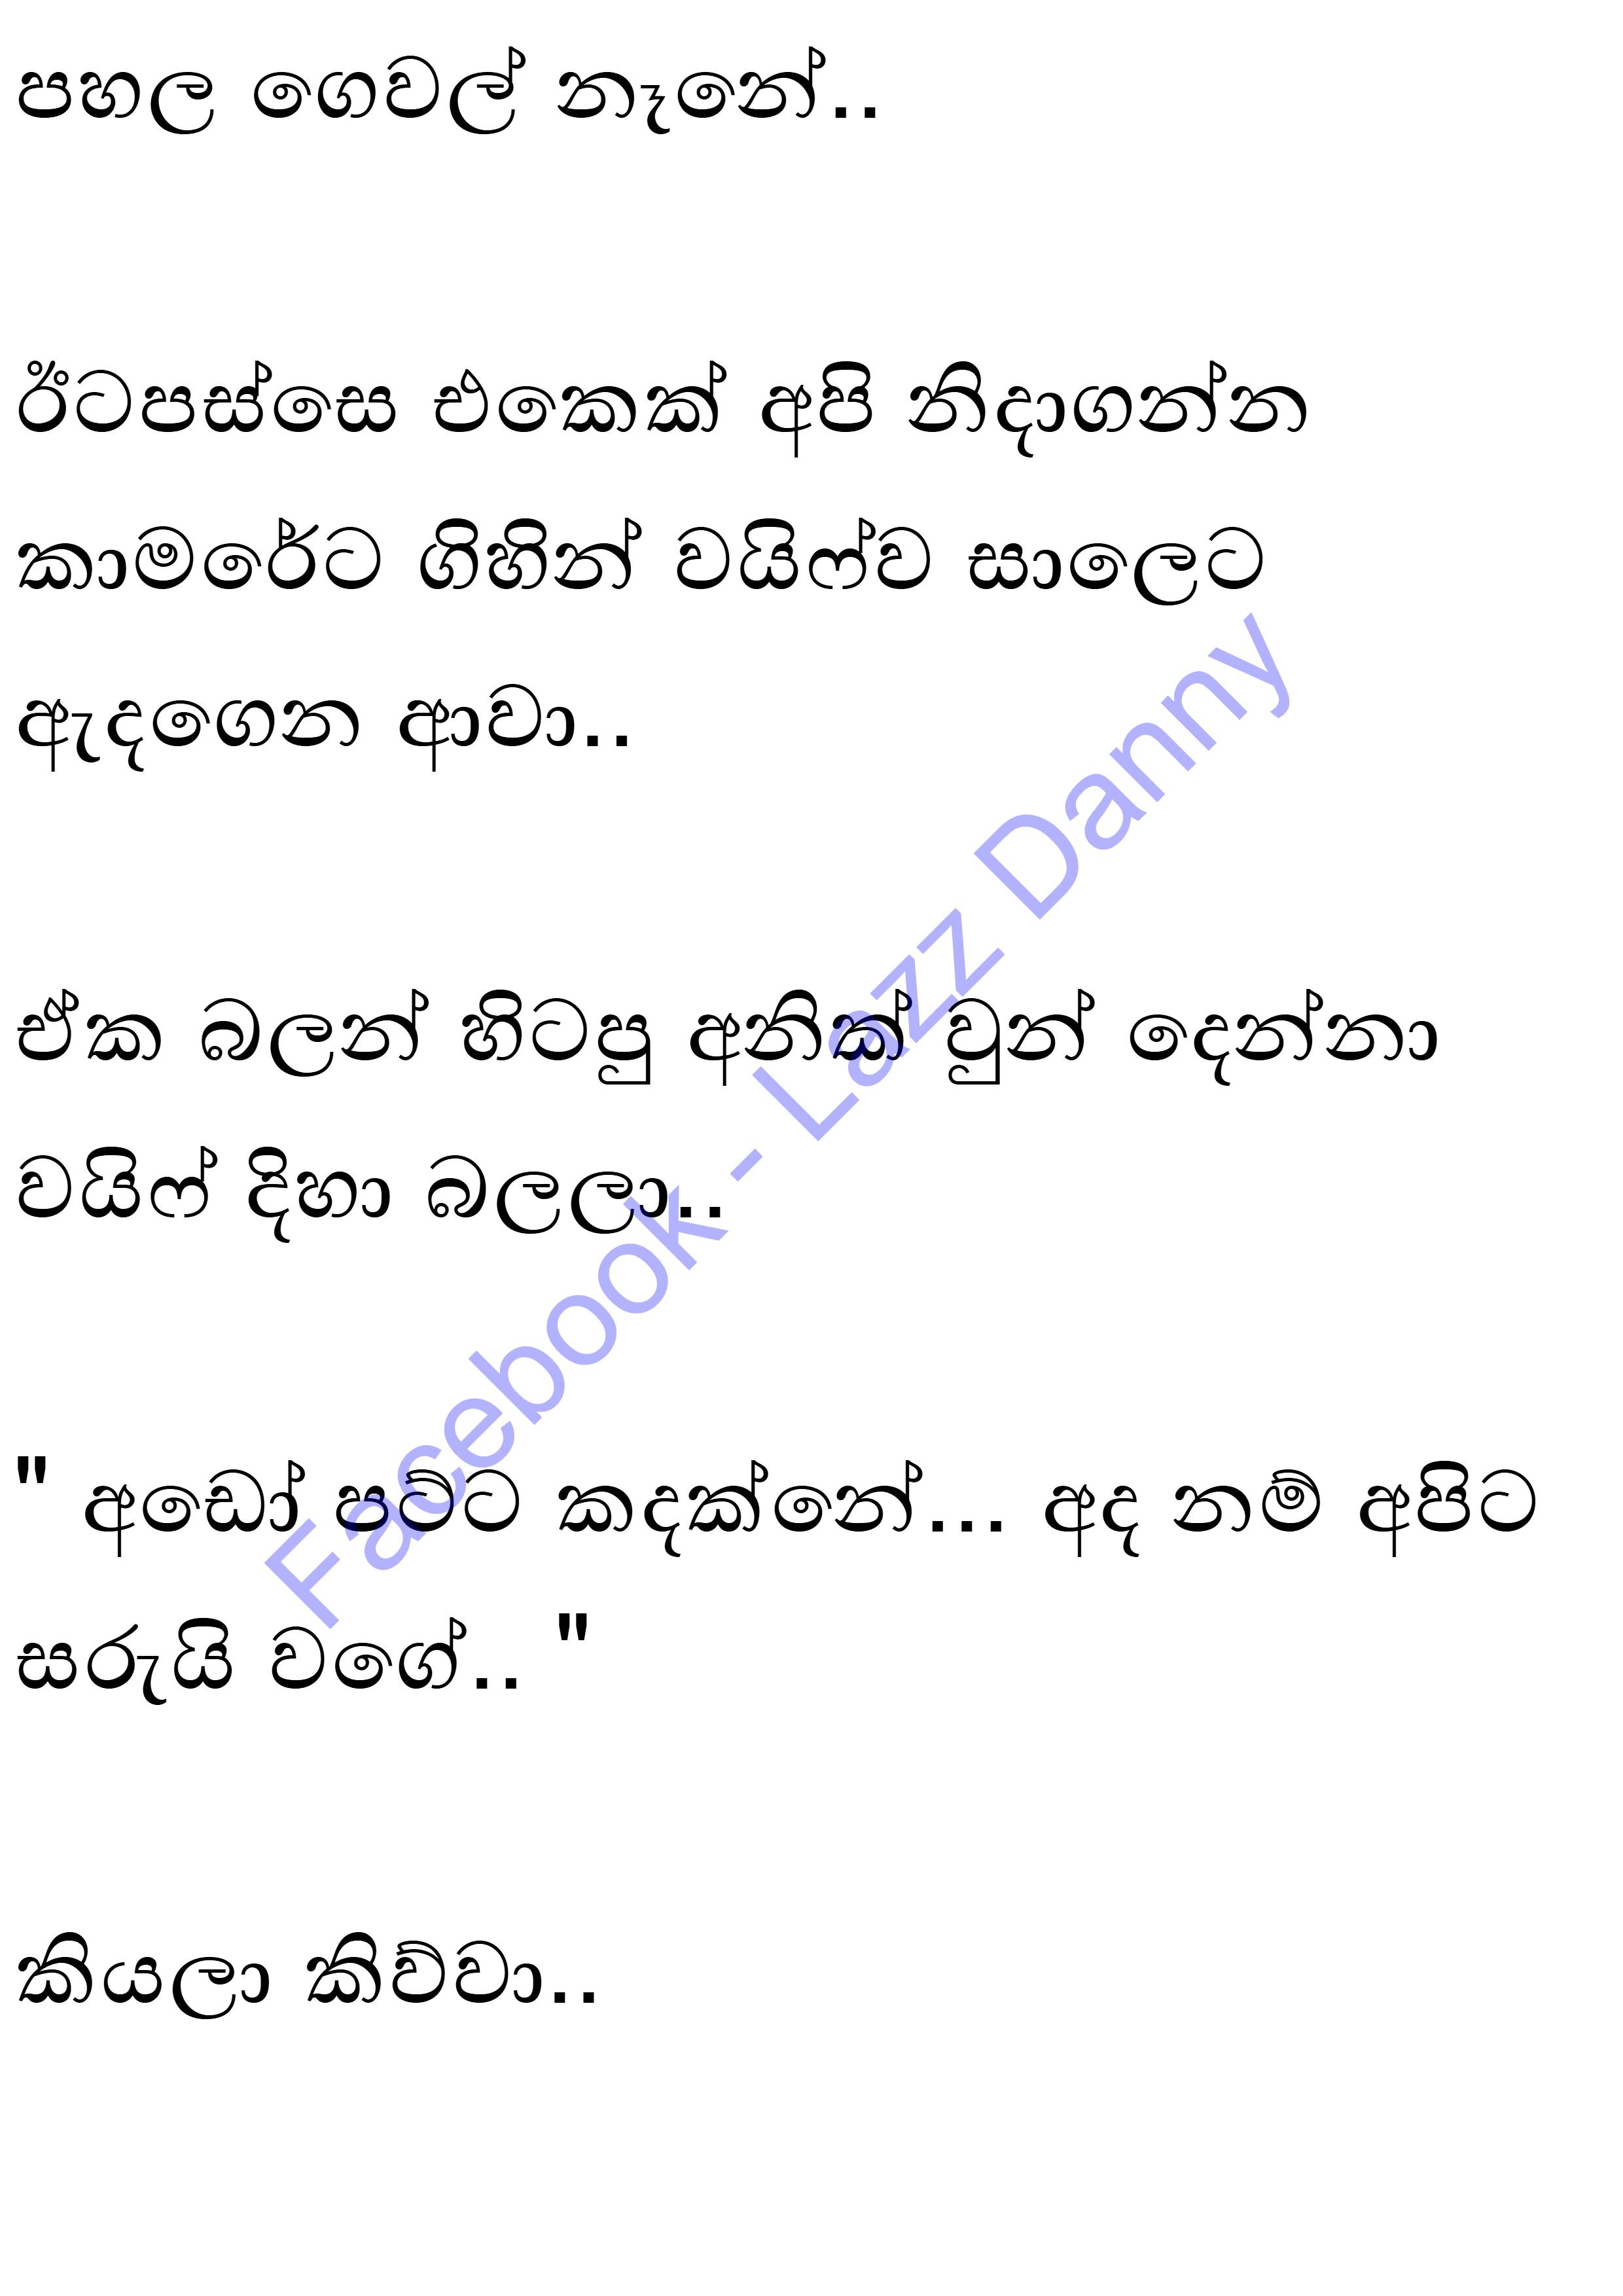 පහල ගෙවල් නෑනේ..
ඊටපස්සෙ එකෙක් අපි නිදාගන්න
කාමරේට ගිහින් වයිෆ්ව සාලෙට
ඇදගෙන ආවා..
ඒක බලන් හිටපු අනික් වුන් දෙන්නා
වයිෆ් දිහා බලලා..
" අඩෝ පට්ට කදක්නේ... අද නම් අපිට
සරුයි වගේ.. "
කියලා කිව්වා..
Facebook - Lazz Danny